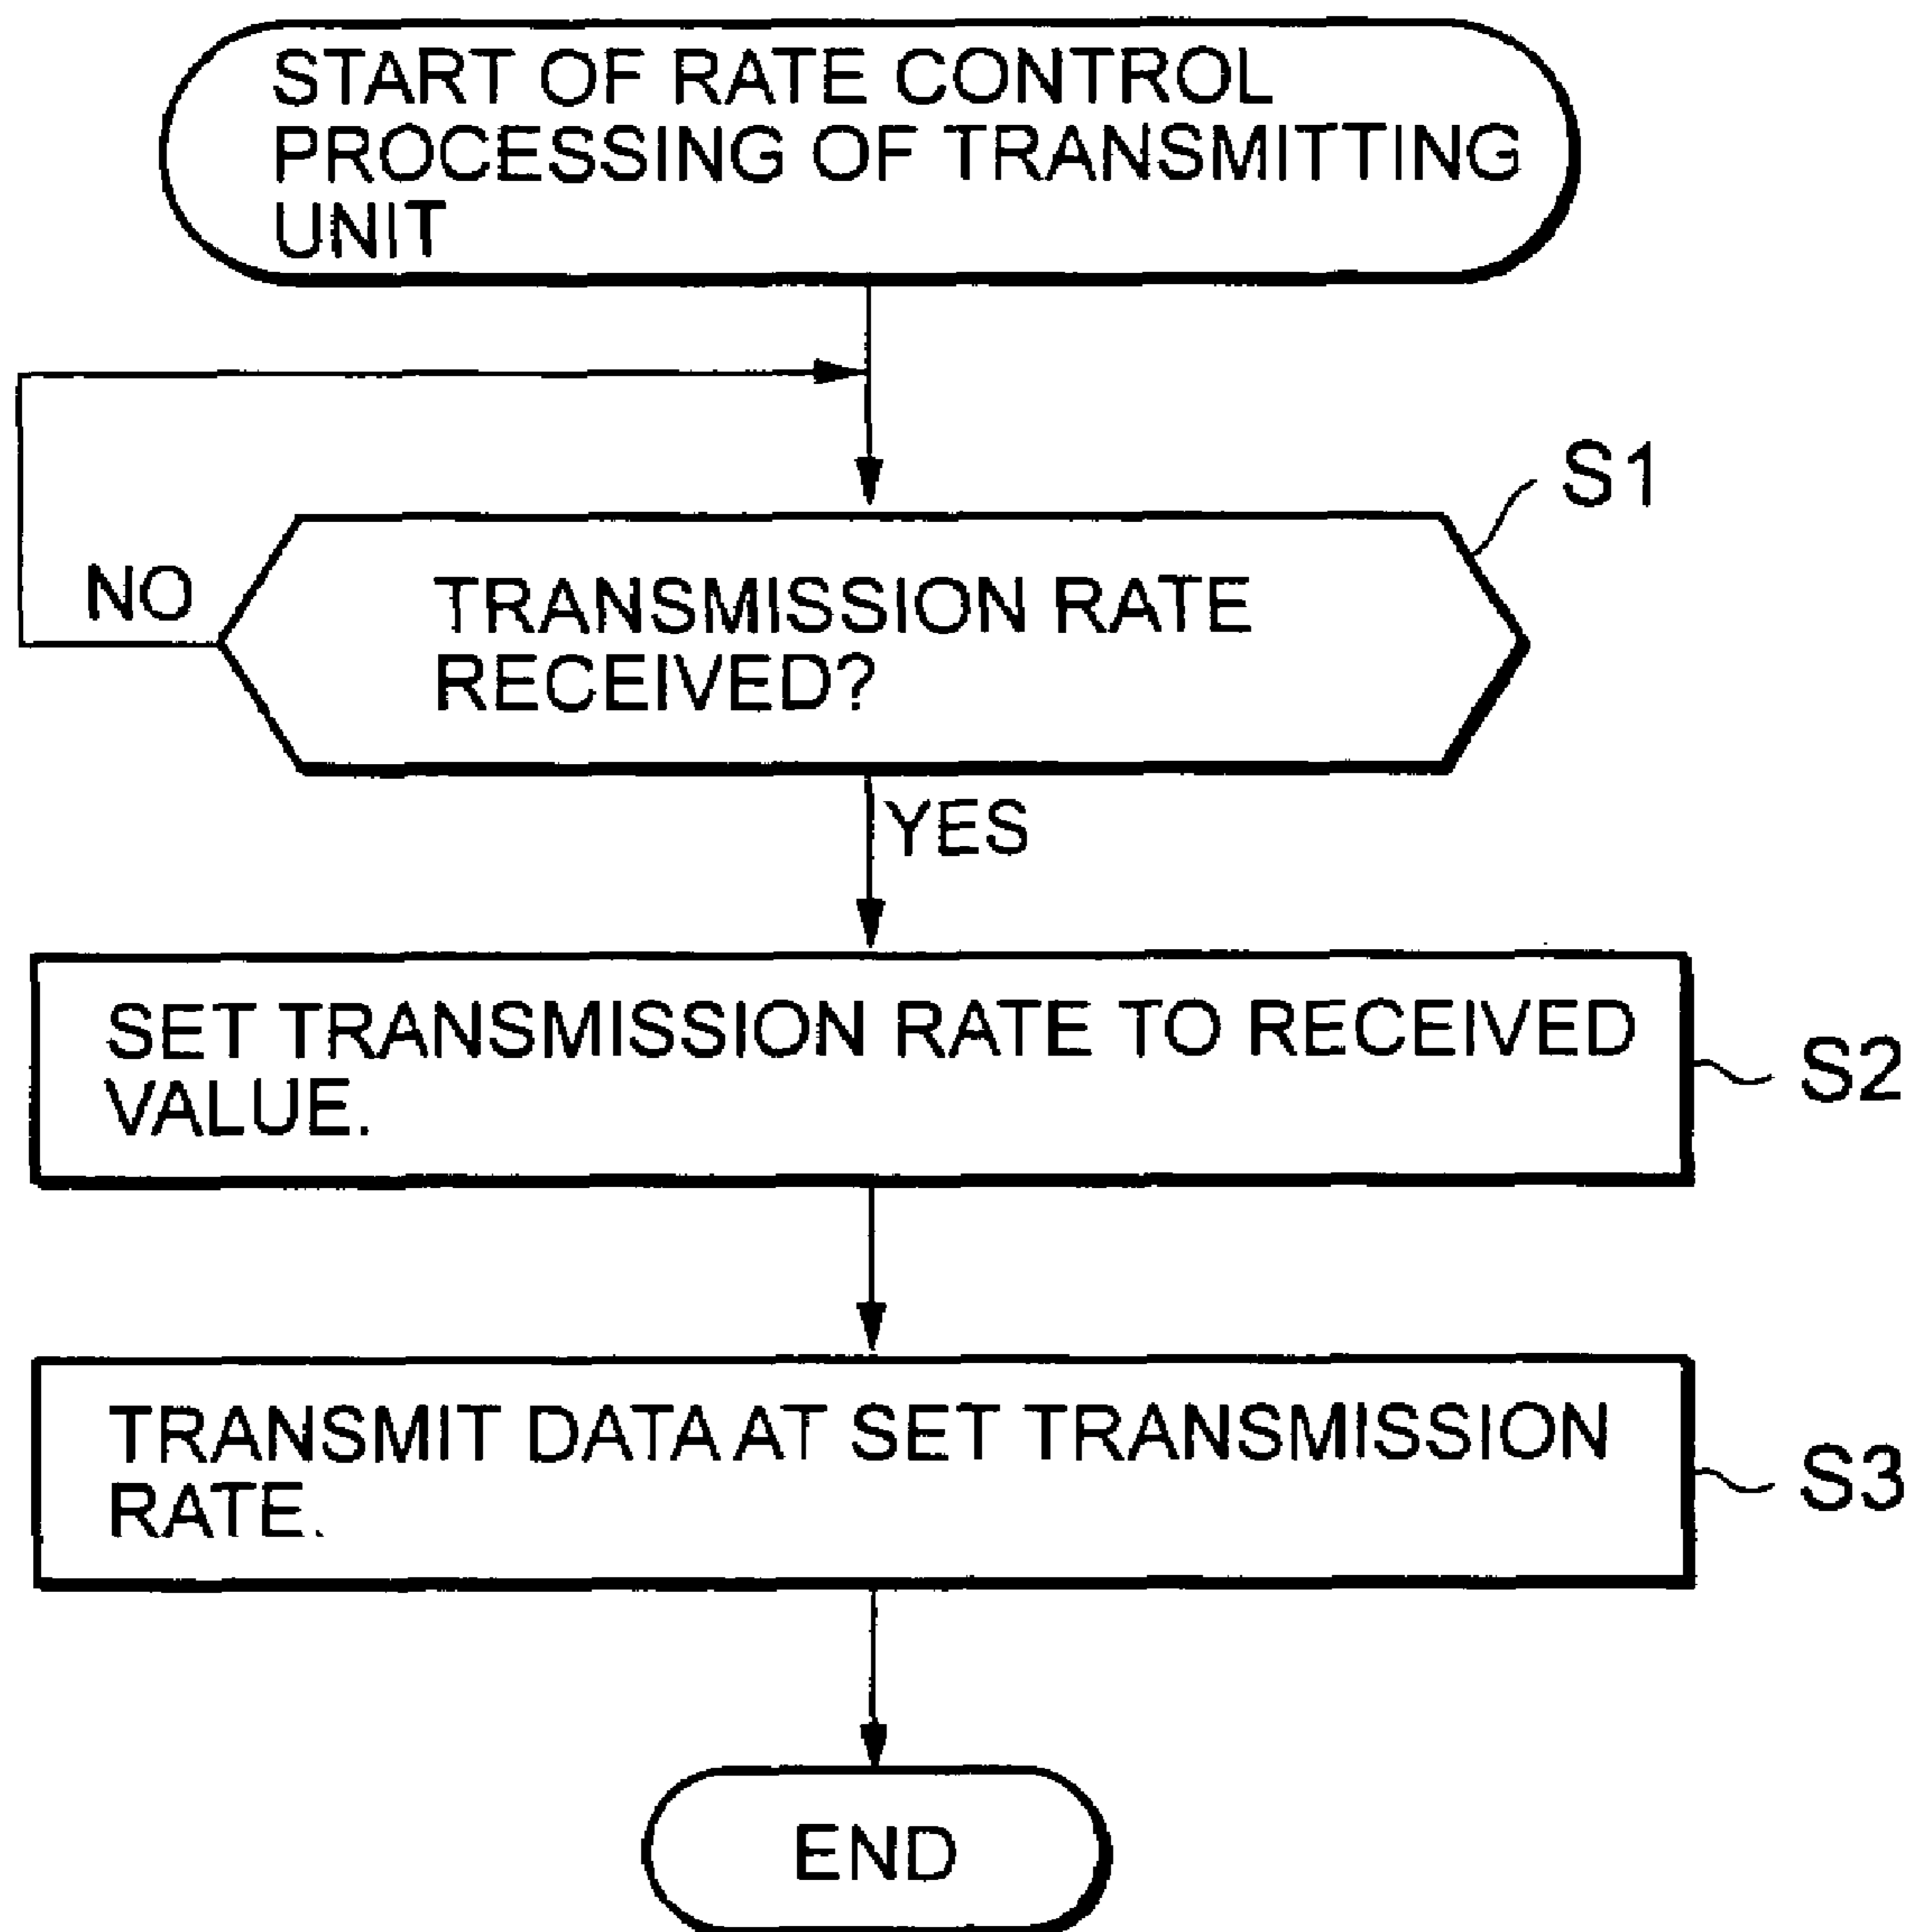 START OF RATE CONTROL
PROCESSING OF TRANSMITTING
UNIT
S1
NO
TRANSMISSION RATE
RECEIVED?
YES
SET TRANSMISSION RATE TO RECEIVED
VALUE.
S2
TRANSMIT DATA AT SET TRANSMISSION
RATE.
S3
END